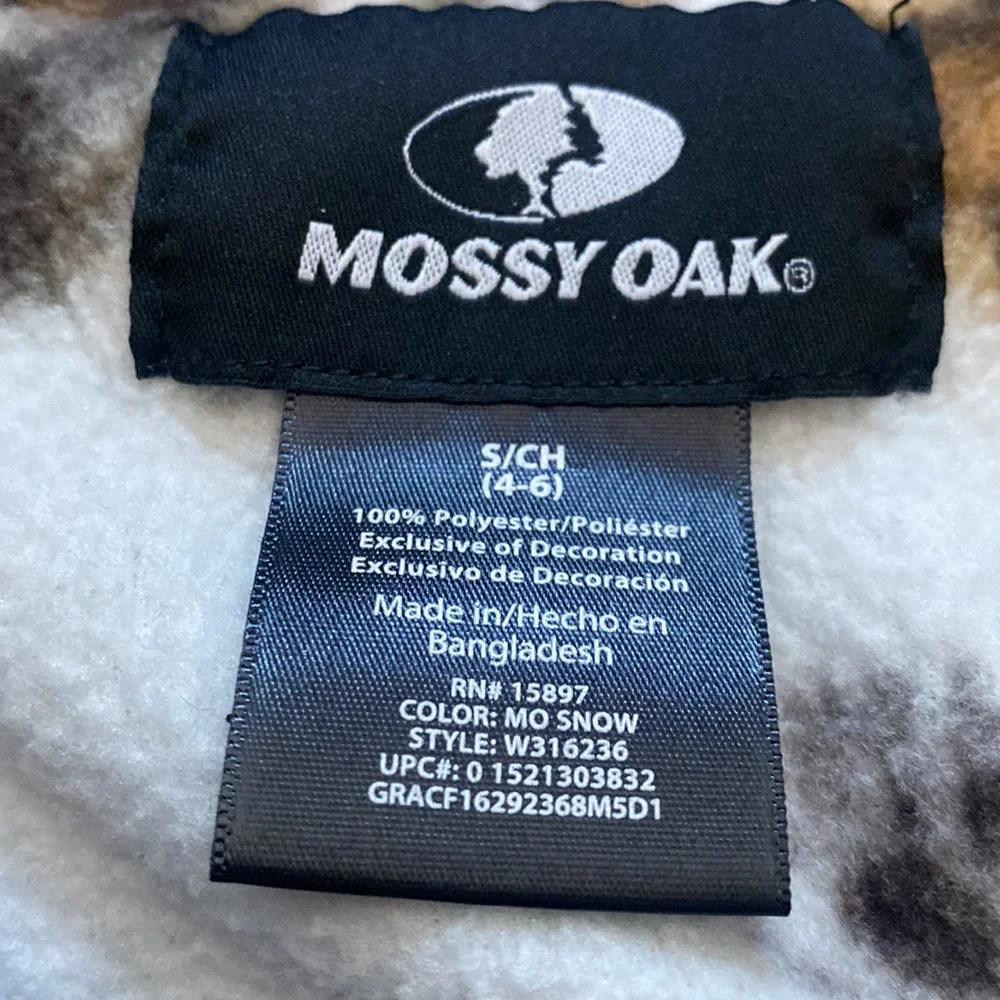 MOSSY OAK®
S/CH
(4-6)
100% Polyester/Poliéster
Exclusive of Decoration
Exclusivo de Decoración
Made in/Hecho en
Bangladesh
RN# 15897
COLOR: MO SNOW
STYLE: W316236
UPC#: 0 1521303832
GRACF16292368M5D1